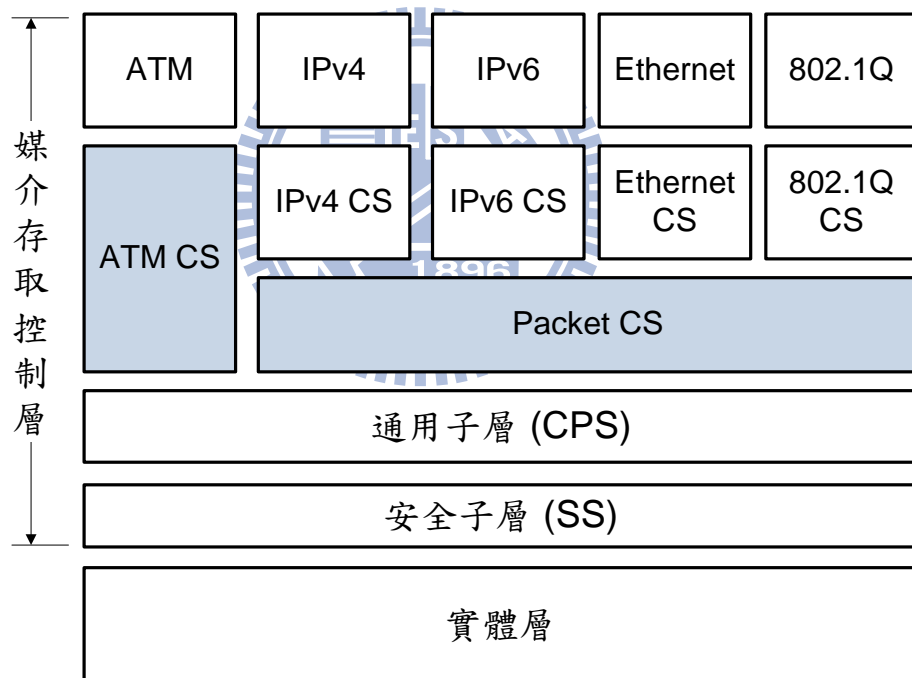 ATM
IPv4
IPv6
Ethernet
802.1Q
媒介存取控制層
ATM CS
IPv4 CS
IPv6 CS
Ethernet
CS
802.1Q
CS
1896
Packet CS
通用子層 (CPS)
安全子層 (SS)
實體層